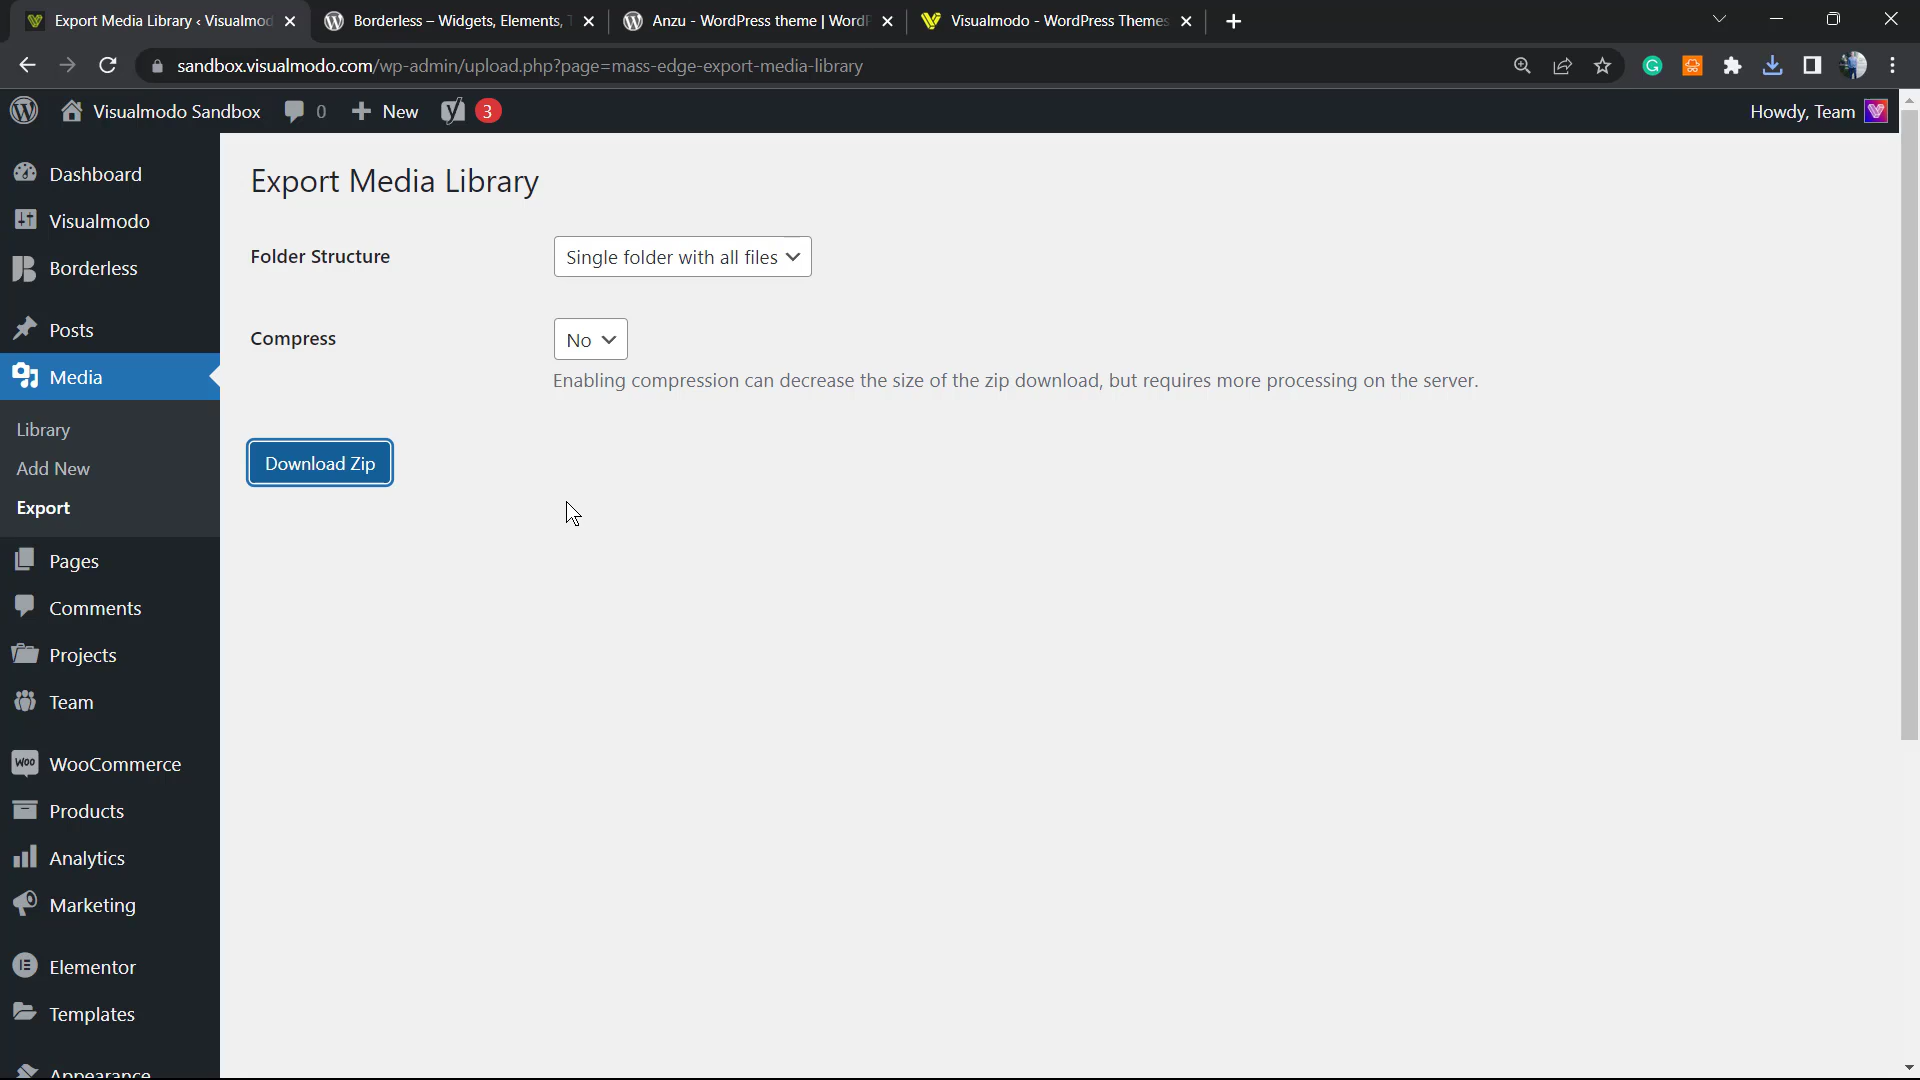 Export Media Library ‹ Visualmod
Borderless – Widgets, Elements,
Anzu - WordPress theme | WordP
Visualmodo - WordPress Themes
sandbox.visualmodo.com/wp-admin/upload.php?page=mass-edge-export-media-library
Visualmodo Sandbox
0
New
3
Howdy, Team
Dashboard
Visualmodo
Borderless
Posts
Media
Library
Add New
Export
Pages
Comments
Projects
Team
Woo
WooCommerce
Products
Analytics
Marketing
Elementor
Templates
Appearance
Export Media Library
Folder Structure
Single folder with all files
Compress
No
Enabling compression can decrease the size of the zip download, but requires more processing on the server.
Download Zip